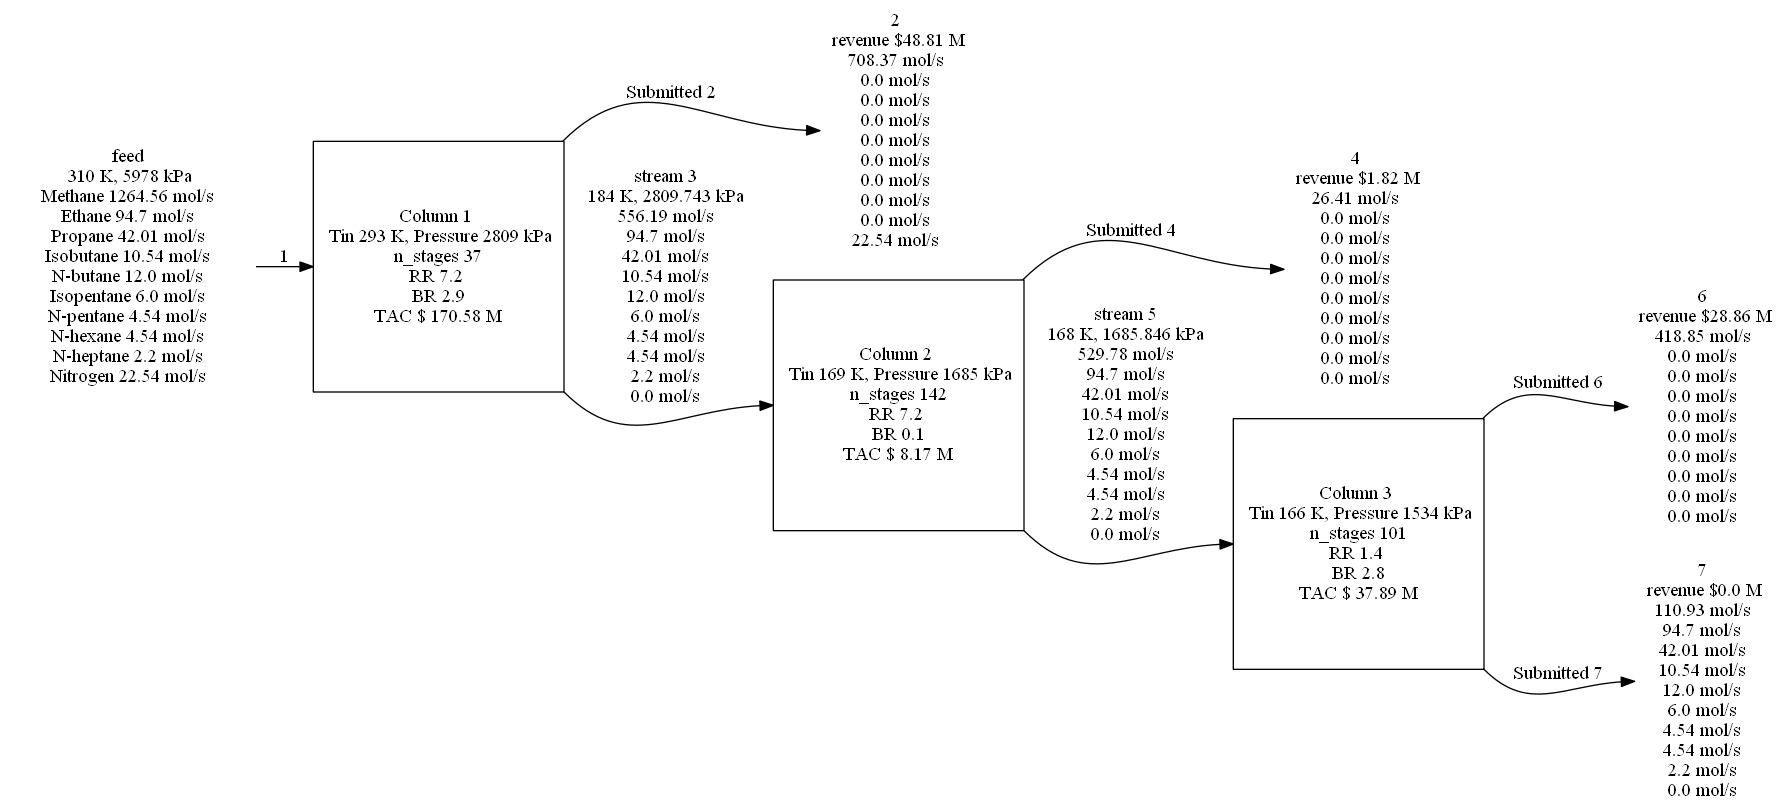 feed
310 K, 5978 kPa
Methane 1264.56 mol/s
Ethane 94.7 mol/s
Propane 42.01 mol/s
Isobutane 10.54 mol/s
N-butane 12.0 mol/s
Isopentane 6.0 mol/s
N-pentane 4.54 mol/s
N-hexane 4.54 mol/s
N-heptane 2.2 mol/s
Nitrogen 22.54 mol/s
1
Column 1
Tin 293 K, Pressure 2809 kPa
n_stages 37
RR 7.2
BR 2.9
TAC $ 170.58 M
Submitted 2
2
revenue $48.81 M
708.37 mol/s
0.0 mol/s
0.0 mol/s
0.0 mol/s
0.0 mol/s
0.0 mol/s
0.0 mol/s
0.0 mol/s
0.0 mol/s
22.54 mol/s
stream 3
184 K, 2809.743 kPa
556.19 mol/s
94.7 mol/s
42.01 mol/s
10.54 mol/s
12.0 mol/s
6.0 mol/s
4.54 mol/s
4.54 mol/s
2.2 mol/s
0.0 mol/s
Column 2
Tin 169 K, Pressure 1685 kPa
n_stages 142
RR 7.2
BR 0.1
TAC $ 8.17 M
Submitted 4
4
revenue $1.82 M
26.41 mol/s
0.0 mol/s
0.0 mol/s
0.0 mol/s
0.0 mol/s
0.0 mol/s
0.0 mol/s
0.0 mol/s
0.0 mol/s
0.0 mol/s
stream 5
168 K, 1685.846 kPa
529.78 mol/s
94.7 mol/s
42.01 mol/s
10.54 mol/s
12.0 mol/s
6.0 mol/s
4.54 mol/s
4.54 mol/s
2.2 mol/s
0.0 mol/s
Column 3
Tin 166 K, Pressure 1534 kPa
n_stages 101
RR 1.4
BR 2.8
TAC $ 37.89 M
Submitted 6
6
revenue $28.86 M
418.85 mol/s
0.0 mol/s
0.0 mol/s
0.0 mol/s
0.0 mol/s
0.0 mol/s
0.0 mol/s
0.0 mol/s
0.0 mol/s
0.0 mol/s
Submitted 7
7
revenue $0.0 M
110.93 mol/s
94.7 mol/s
42.01 mol/s
10.54 mol/s
12.0 mol/s
6.0 mol/s
4.54 mol/s
4.54 mol/s
2.2 mol/s
0.0 mol/s